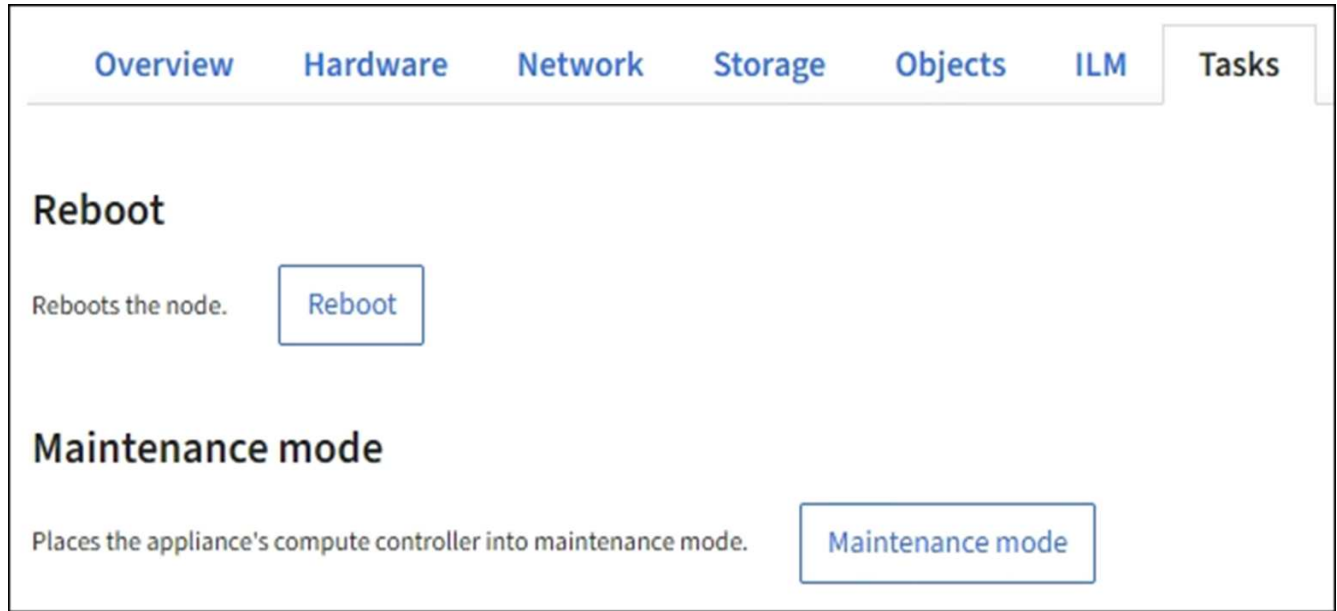 Overview Hardware Network Storage Objects ILM Tasks
Reboot
Reboots the node. Reboot
Maintenance mode
Places the appliance's compute controller into maintenance mode. Maintenance mode